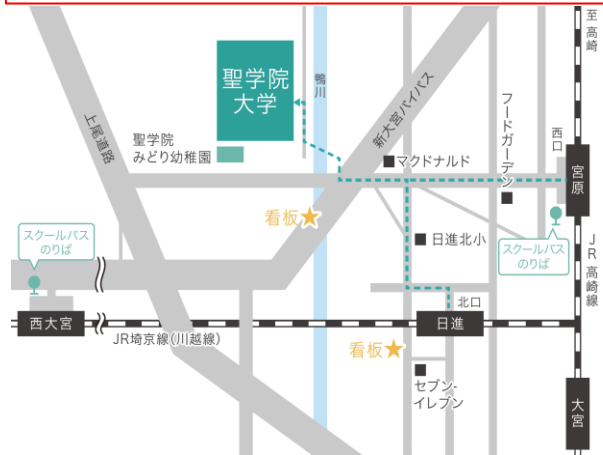 至高崎
聖学院
大学
鴨川
新大宮バイパス
上尾道路
フードガーデン
西口
聖学院
みどり幼稚園
マクドナルド
宮原
看板
スクールバス
のりば
日進北小
スクールバス
のりば
JR高崎線
北口
西大宮
日進
JR埼京線(川越線)
看板
セブン-
イレブン
大宮